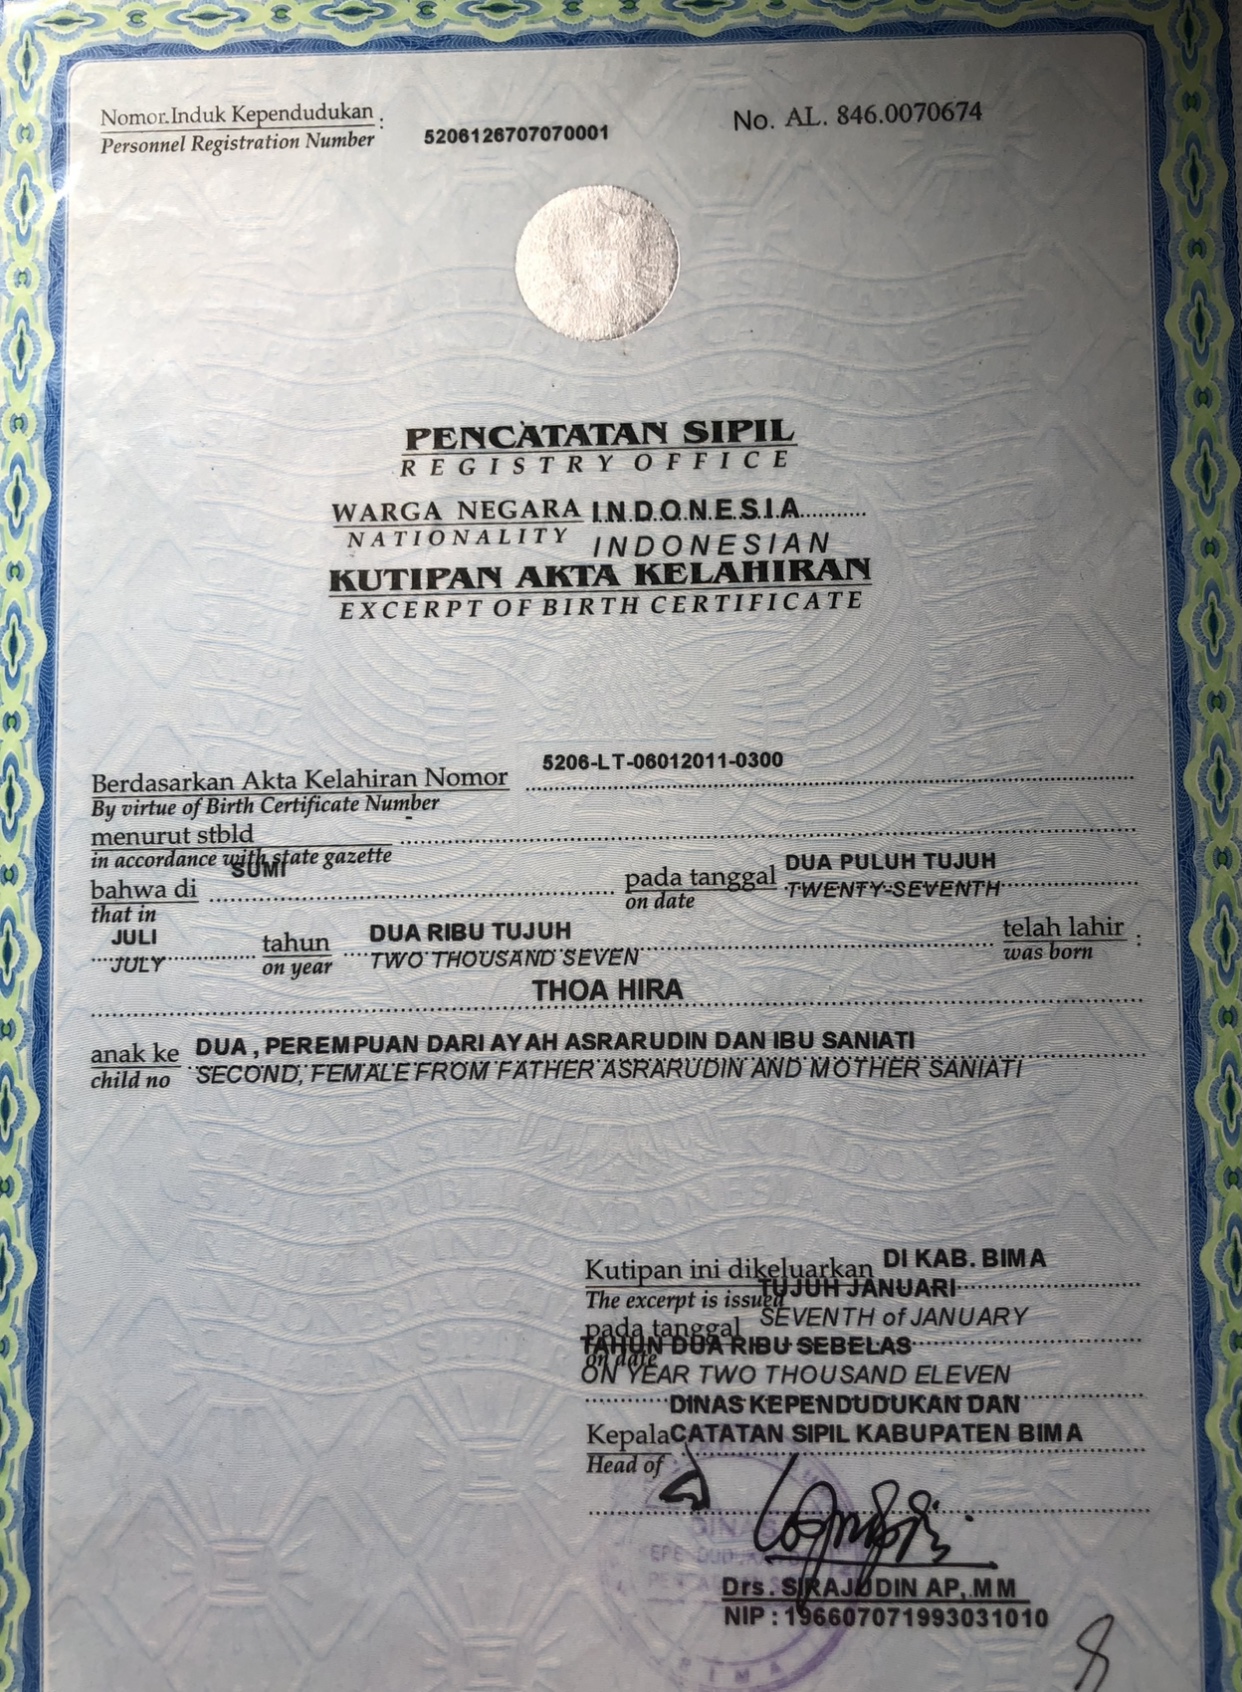 Nomor.Induk Kependudukan : 5206126707070001 No. AL. 846.0070674
Personnel Registration Number
PENCATATAN SIPIL
REGISTRY OFFICE
WARGA NEGARA I.N.D.O.N.E.S.I.A..........
NATIONALITY INDONESIAN
KUTIPAN AKTA KELAHIRAN
EXCERPT OF BIRTH CERTIFICATE
Berdasarkan Akta Kelahiran Nomor 5206-LT-06012011-0300
By virtue of Birth Certificate Number -
menurut stbld
in accordance with state gazette
bahwa di SUMI pada tanggal DUA PULUH TUJUH
that in on date TWENTY-SEVENTH
JULI tahun DUA RIBU TUJUH telah lahir :
JULY on year TWO THOUSAND SEVEN was born
THOA HIRA
anak ke DUA , PEREMPUAN DARI AYAH ASRARUDIN DAN IBU SANIATI
child no SECOND, FEMALE FROM FATHER ASRARUDIN AND MOTHER SANIATI
Kutipan ini dikeluarkan DI KAB. BIMA
The excerpt is issued TUJUH JANUARI
pada tanggal SEVENTH of JANUARY
on date TAHUN DUA RIBU SEBELAS
ON YEAR TWO THOUSAND ELEVEN
DINAS KEPENDUDUKAN DAN
Kepala CATATAN SIPIL KABUPATEN BIMA
Head of
DINAS
BIMA
Drs. SIRAJUDIN AP, MM
NIP : 196607071993031010